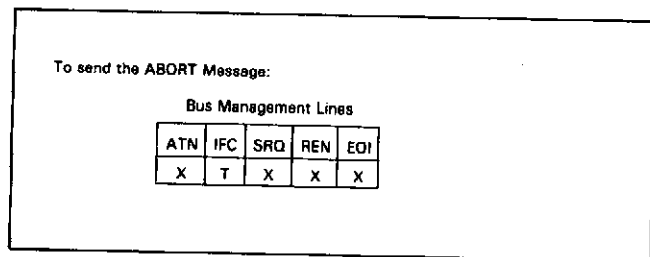 To send the ABORT Message:
Bus Management Lines
ATN IFC SRQ REN EOI
X T X X X